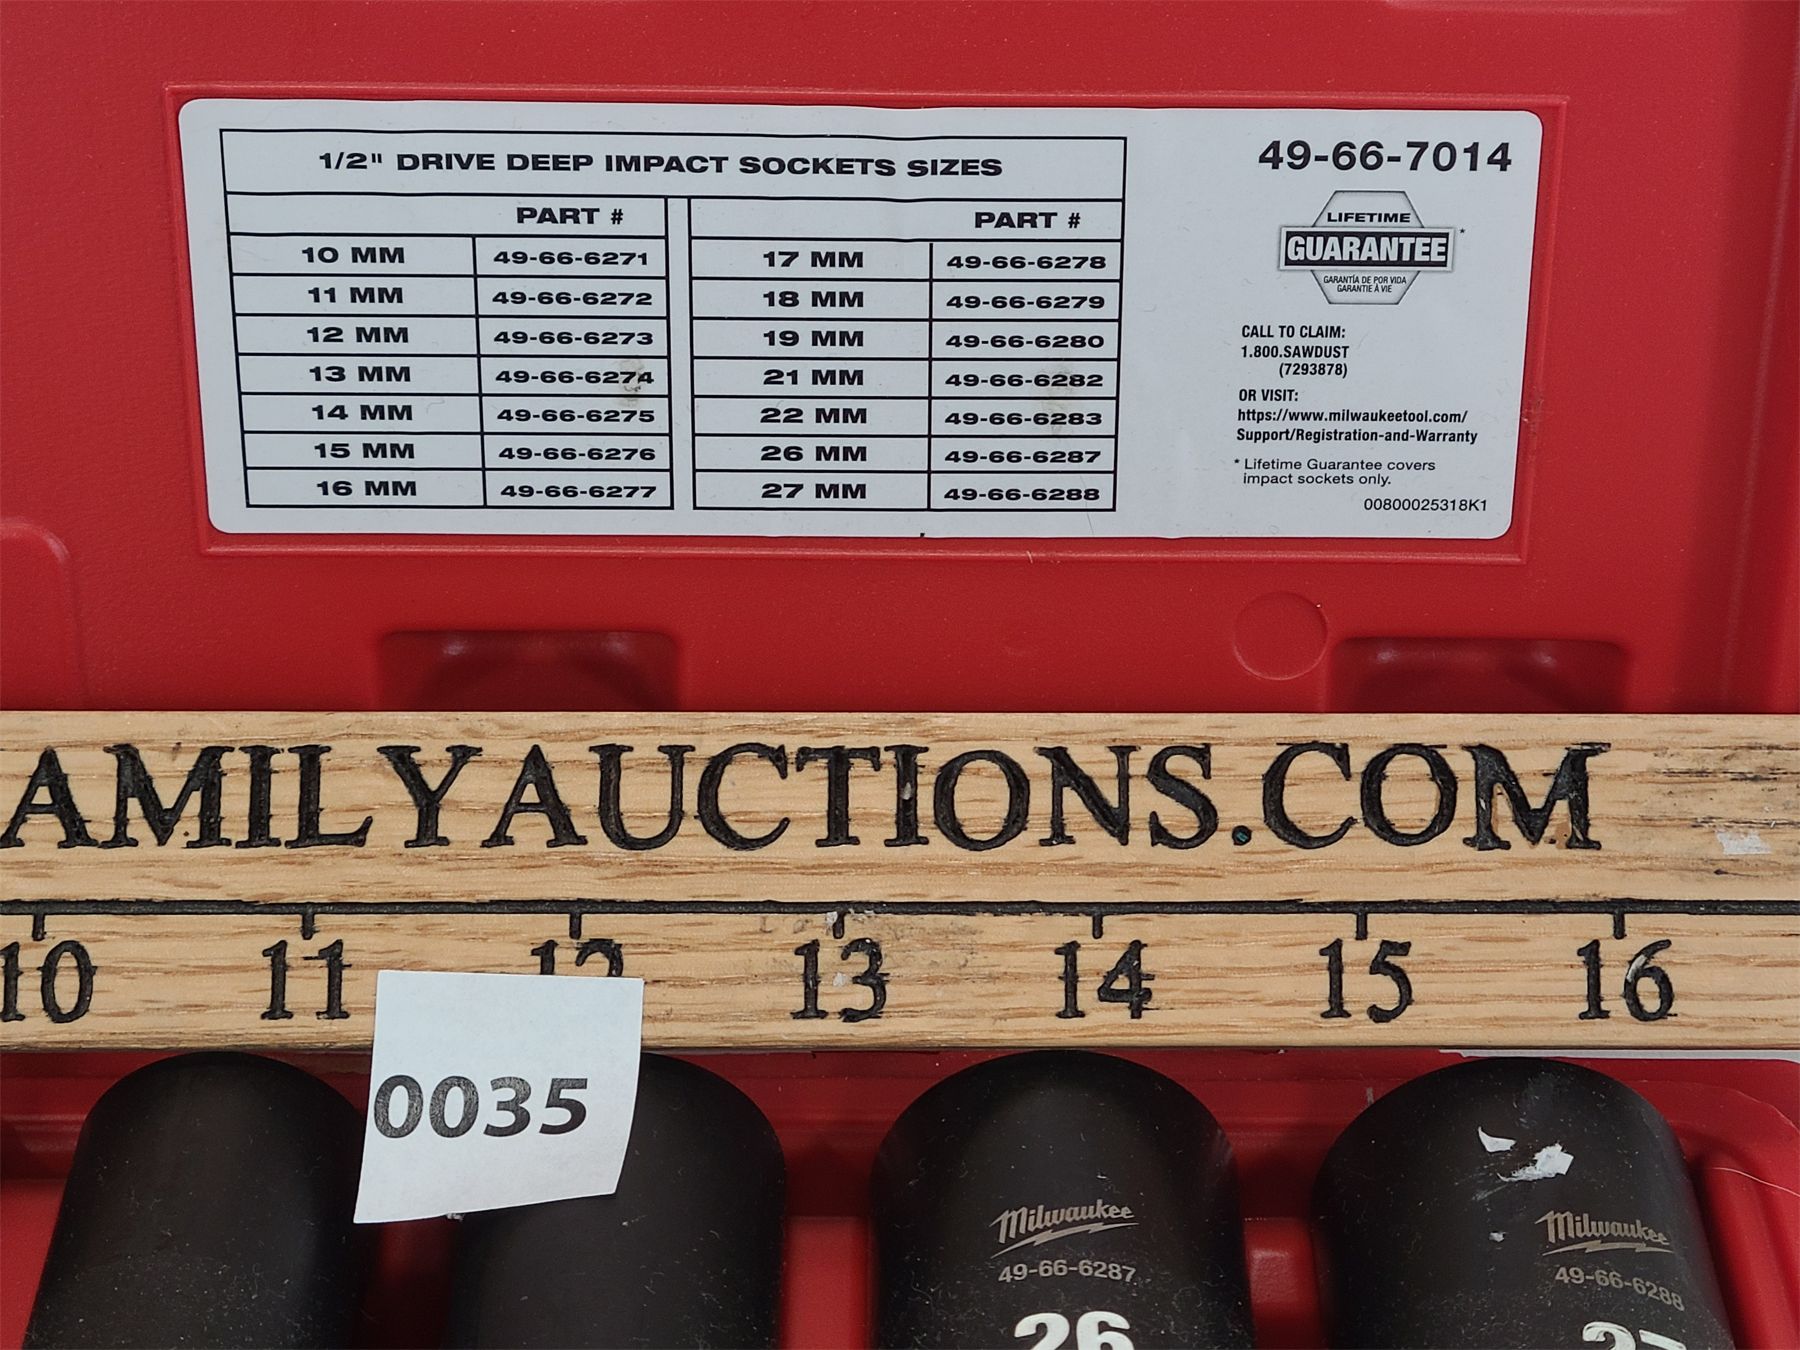 1/2" DRIVE DEEP IMPACT SOCKETS SIZES
PART # PART #
10 MM 49-66-6271 17 MM 49-66-6278
11 MM 49-66-6272 18 MM 49-66-6279
12 MM 49-66-6273 19 MM 49-66-6280
13 MM 49-66-6274 21 MM 49-66-6282
14 MM 49-66-6275 22 MM 49-66-6283
15 MM 49-66-6276 26 MM 49-66-6287
16 MM 49-66-6277 27 MM 49-66-6288
49-66-7014
LIFETIME
GUARANTEE*
GARANTÍA DE POR VIDA
GARANTIE À VIE
CALL TO CLAIM:
1.800.SAWDUST
(7293878)
OR VISIT:
https://www.milwaukeetool.com/
Support/Registration-and-Warranty
* Lifetime Guarantee covers
impact sockets only.
00800025318K1
AMILYAUCTIONS.COM
10 11 12 13 14 15 16
0035
Milwaukee
49-66-6287
26
Milwaukee
49-66-6288
27